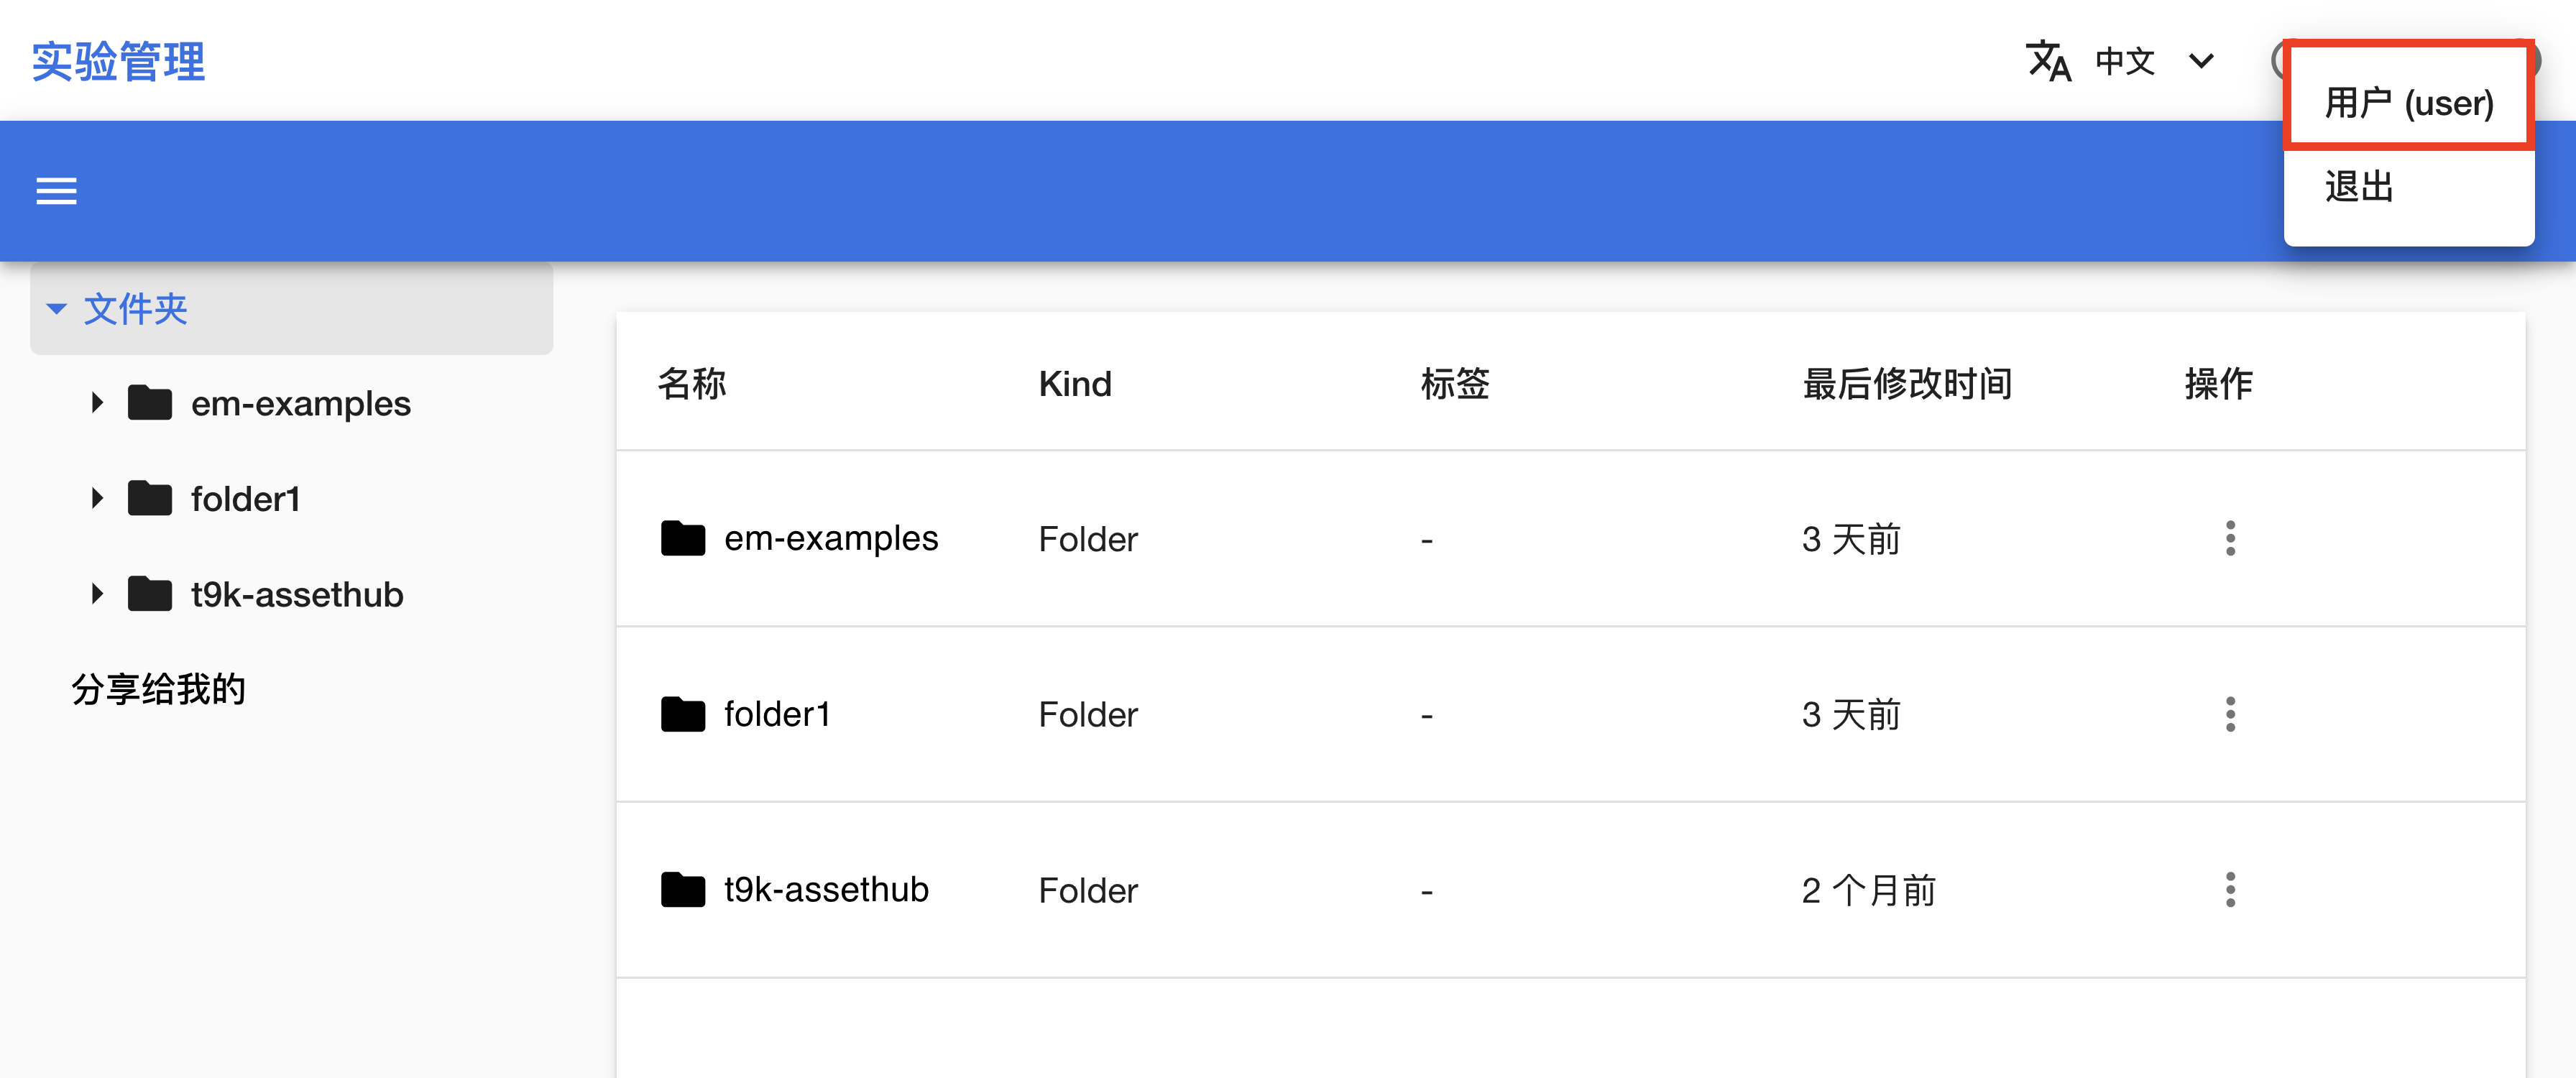 实验管理
中文
用户 (user)
退出
文件夹
em-examples
folder1
t9k-assethub
分享给我的
名称 Kind 标签 最后修改时间 操作
em-examples Folder - 3 天前
folder1 Folder - 3 天前
t9k-assethub Folder - 2 个月前